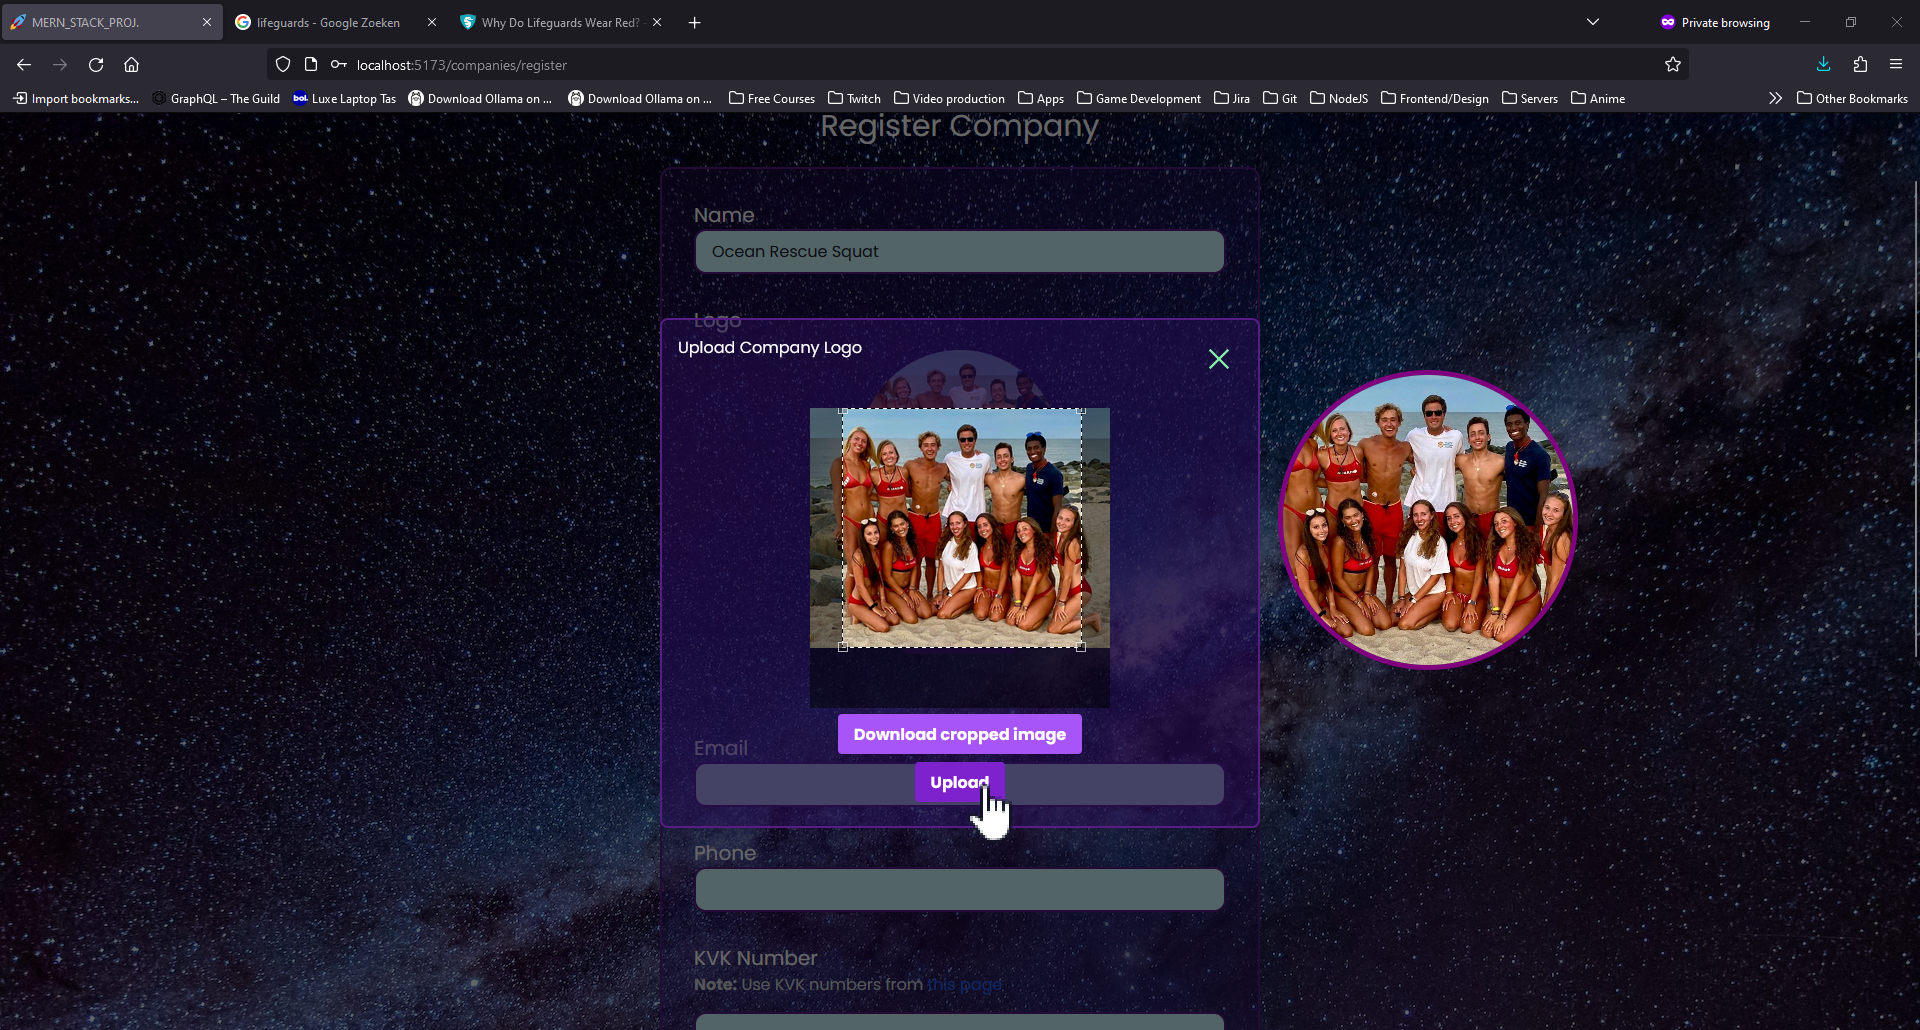 MERN_STACK_PROJ.
lifeguards - Google Zoeken
Why Do Lifeguards Wear Red?
Private browsing
localhost:5173/companies/register
Import bookmarks...
GraphQL – The Guild
bol. Luxe Laptop Tas
Download Ollama on ...
Download Ollama on ...
Free Courses
Twitch
Video production
Apps
Game Development
Jira
Git
NodeJS
Frontend/Design
Servers
Anime
Other Bookmarks
Register Company
Name
Ocean Rescue Squat
Logo
Upload Company Logo
Download cropped image
Email
Upload
Phone
KVK Number
Note: Use KVK numbers from this page